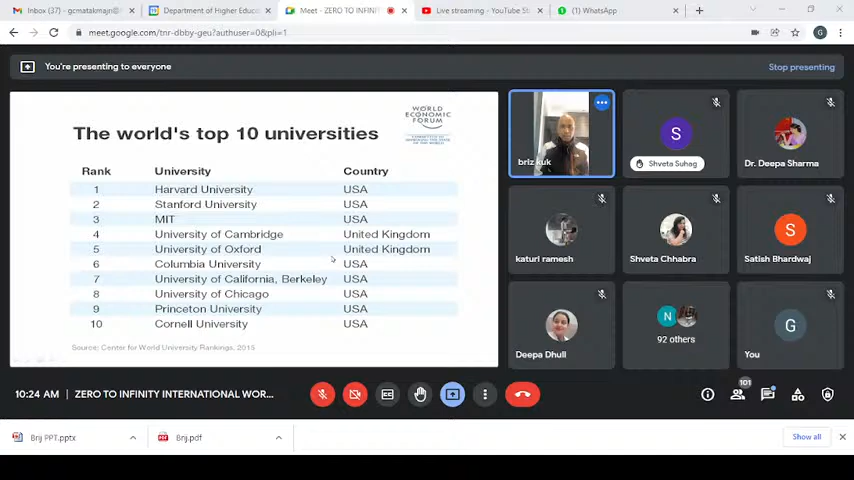 Inbox (37) - gcmatakmajn@
Department of Higher Educ
Meet - ZERO TO INFIN
Live streaming - YouTube S
(1) WhatsApp
meet.google.com/tnr-dbby-geu?authuser=0&pli=1
G
You're presenting to everyone
Stop presenting
WORLD
ECONOMIC
FORUM
The world's top 10 universities
Rank University Country
1 Harvard University USA
2 Stanford University USA
3 MIT USA
4 University of Cambridge United Kingdom
5 University of Oxford United Kingdom
6 Columbia University USA
7 University of California, Berkeley USA
8 University of Chicago USA
9 Princeton University USA
10 Cornell University USA
Source: Center for World University Rankings, 2015
briz kuk
S
Shveta Suhag
Dr. Deepa Sharma
katuri ramesh
Shveta Chhabra
S
Satish Bhardwaj
Deepa Dhull
N
92 others
G
You
10:24 AM | ZERO TO INFINITY INTERNATIONAL WOR...
101
Brij PPT.pptx
Brij.pdf
Show all